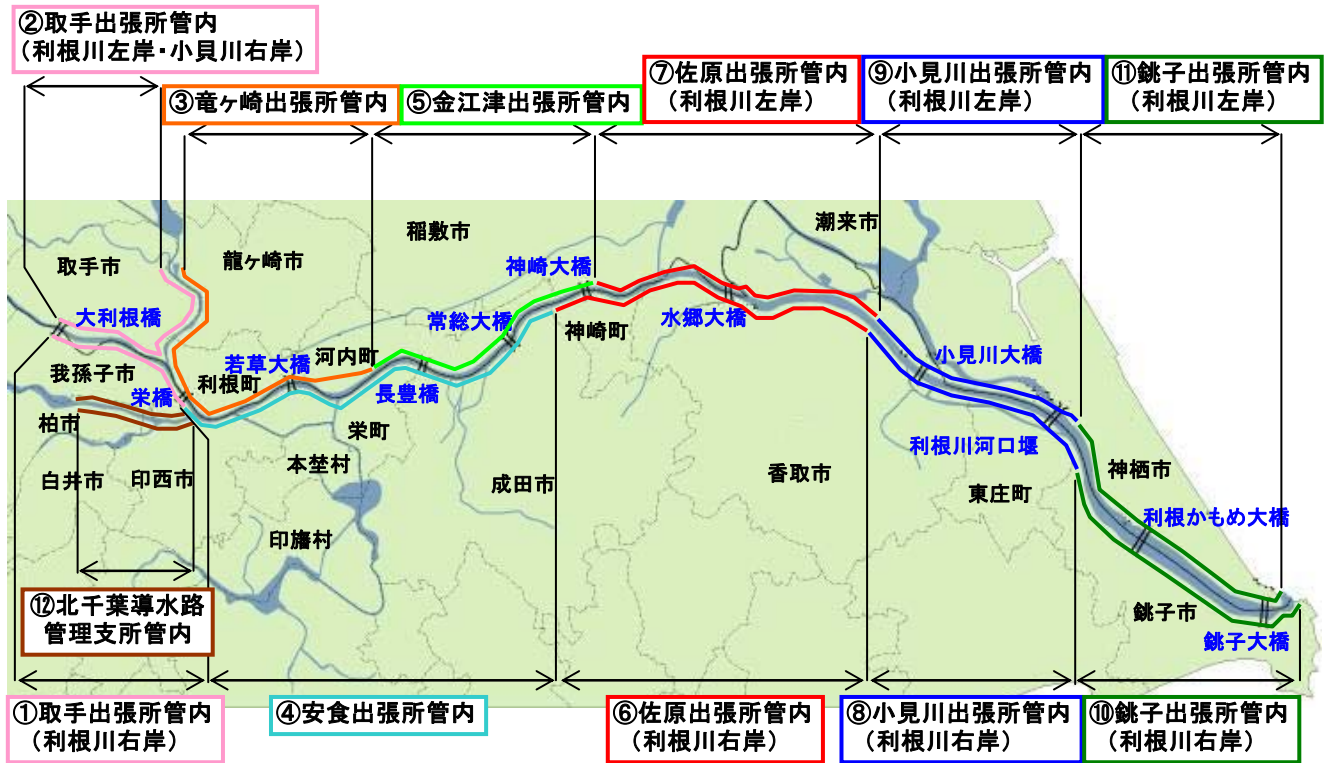 ②取手出張所管内
（利根川左岸・小貝川右岸）
③竜ヶ崎出張所管内
⑤金江津出張所管内
⑦佐原出張所管内
（利根川左岸）
⑨小見川出張所管内
（利根川左岸）
⑪銚子出張所管内
（利根川左岸）
取手市
龍ヶ崎市
稲敷市
潮来市
神崎大橋
大利根橋
常総大橋
神崎町
水郷大橋
我孫子市
若草大橋
河内町
小見川大橋
栄橋
利根町
長豊橋
柏市
栄町
利根川河口堰
白井市
印西市
本埜村
成田市
香取市
東庄町
神栖市
印旛村
利根かもめ大橋
銚子市
銚子大橋
⑫北千葉導水路
管理支所管内
①取手出張所管内
（利根川右岸）
④安食出張所管内
⑥佐原出張所管内
（利根川右岸）
⑧小見川出張所管内
（利根川右岸）
⑩銚子出張所管内
（利根川右岸）